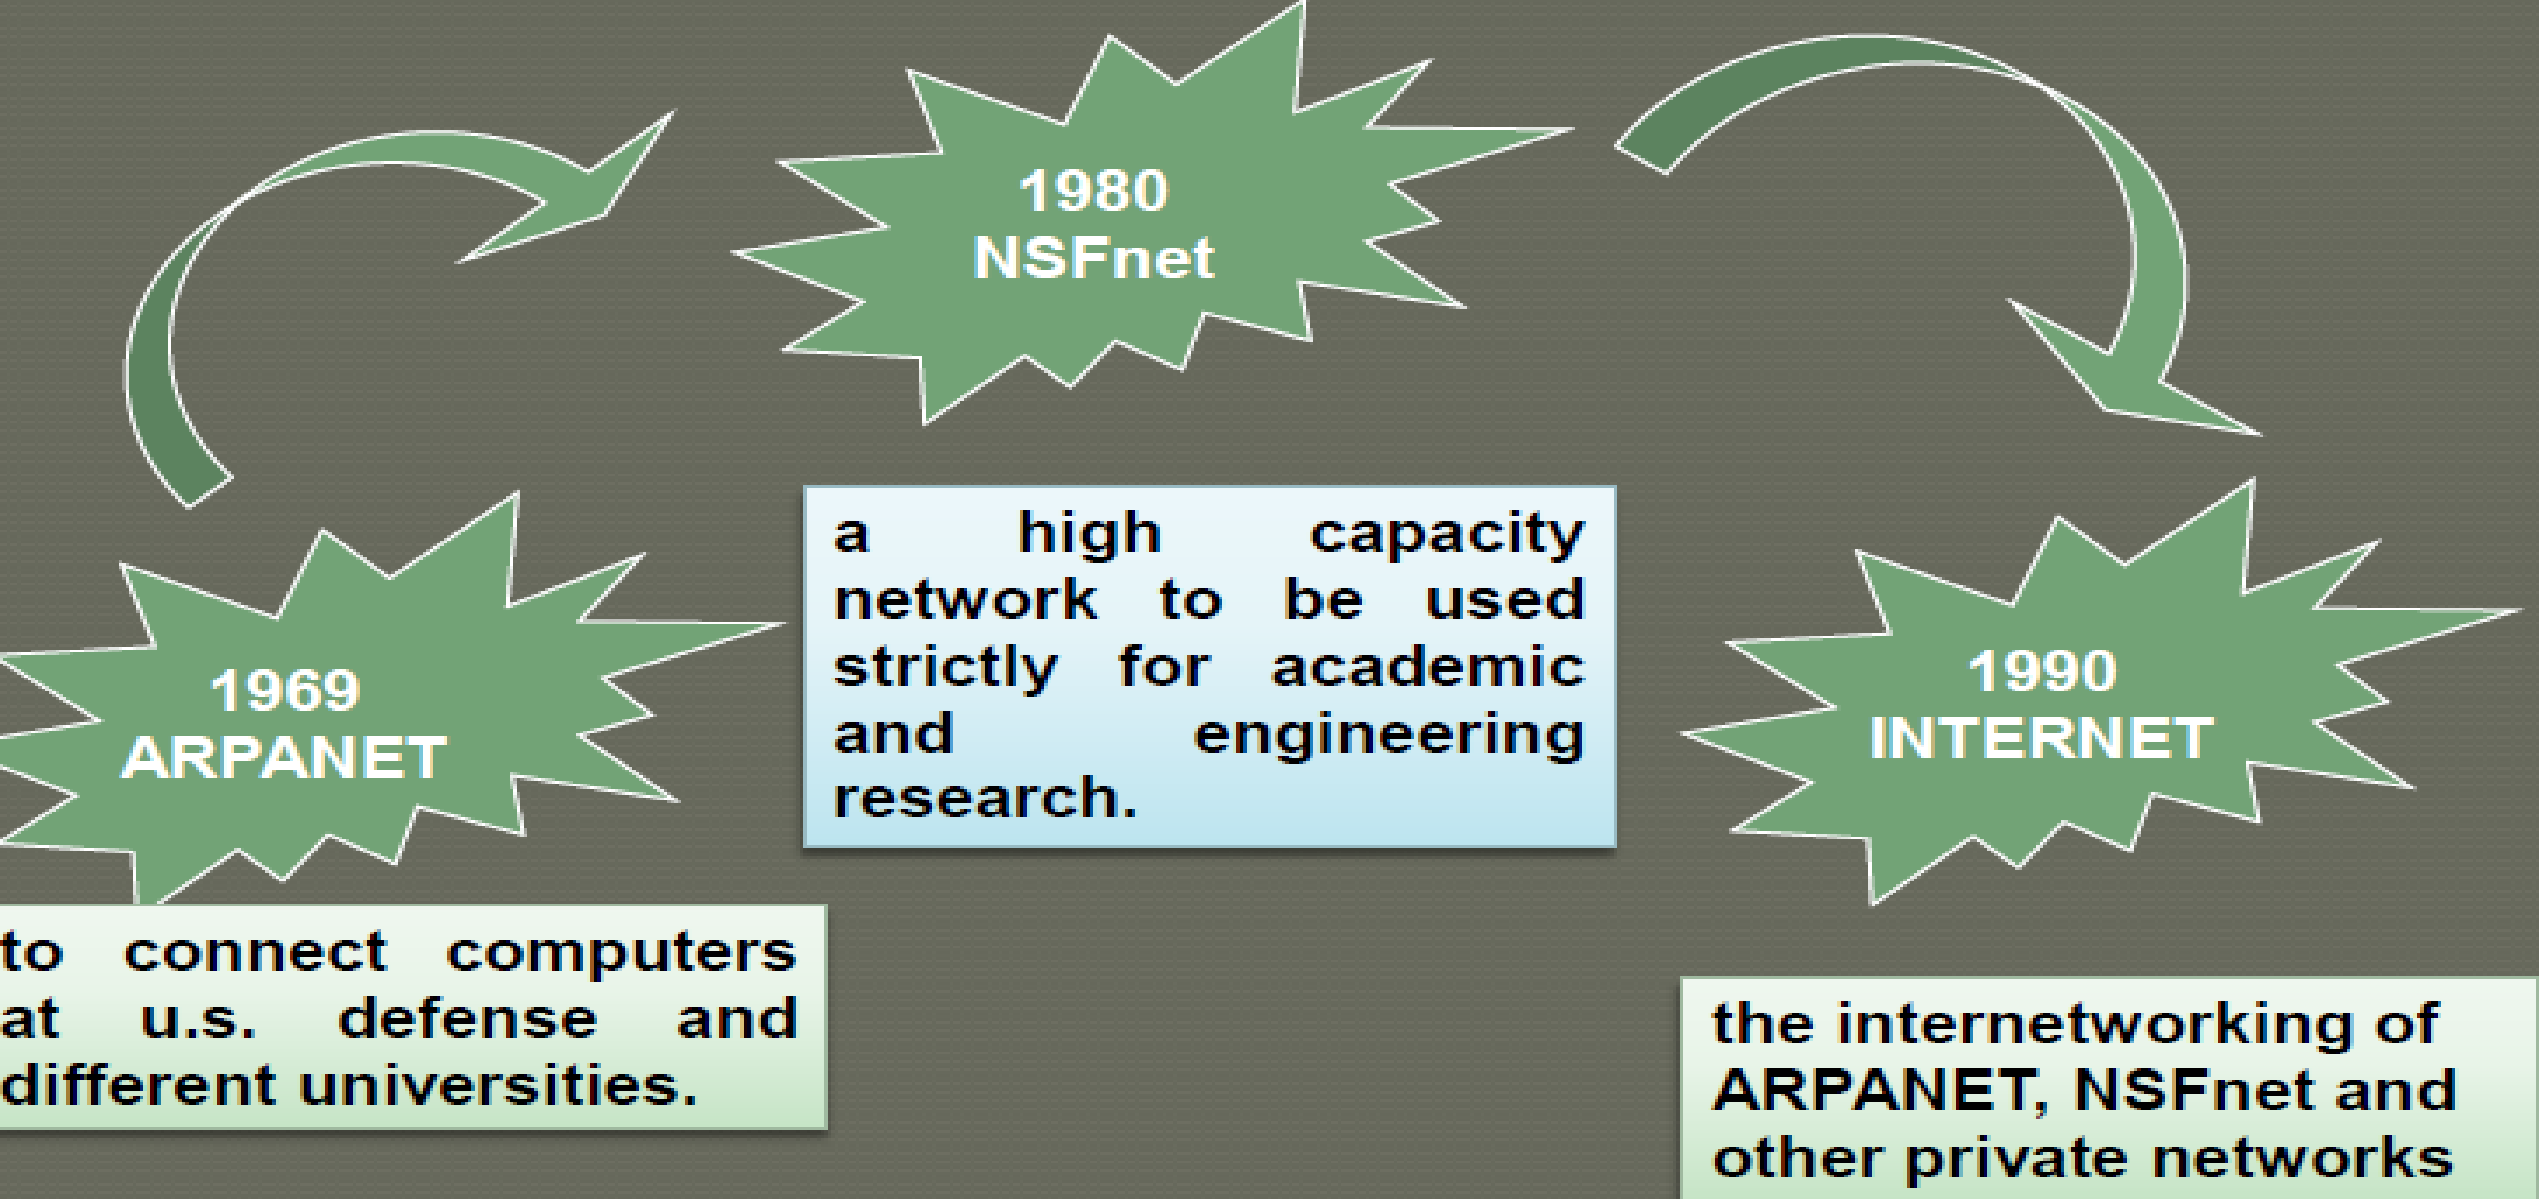 1980
NSFnet
a high capacity
network to be used
strictly for academic
and engineering
research.
1969
ARPANET
to connect computers
at u.s. defense and
different universities.
1990
INTERNET
the internetworking of
ARPANET, NSFnet and
other private networks